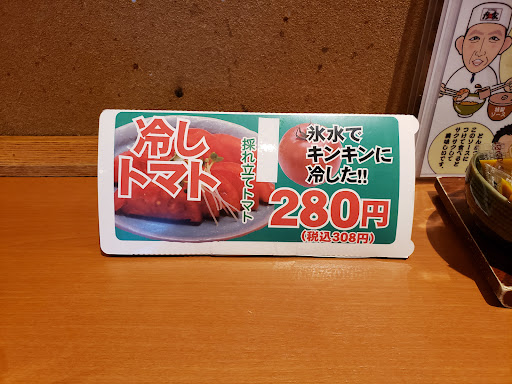 冷し
トマト
採れ立てトマト
氷水で
キンキンに
冷した!!
280円
(税込308円)